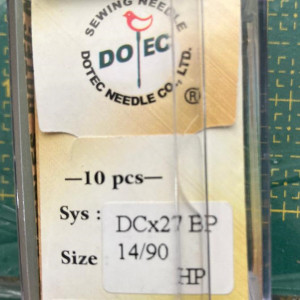 SEWING NEEDLE
DOTEC
DOTEC NEEDLE CO., LTD.
®
—10 pcs—
Sys : DCx27 BP
Size 14/90
HP